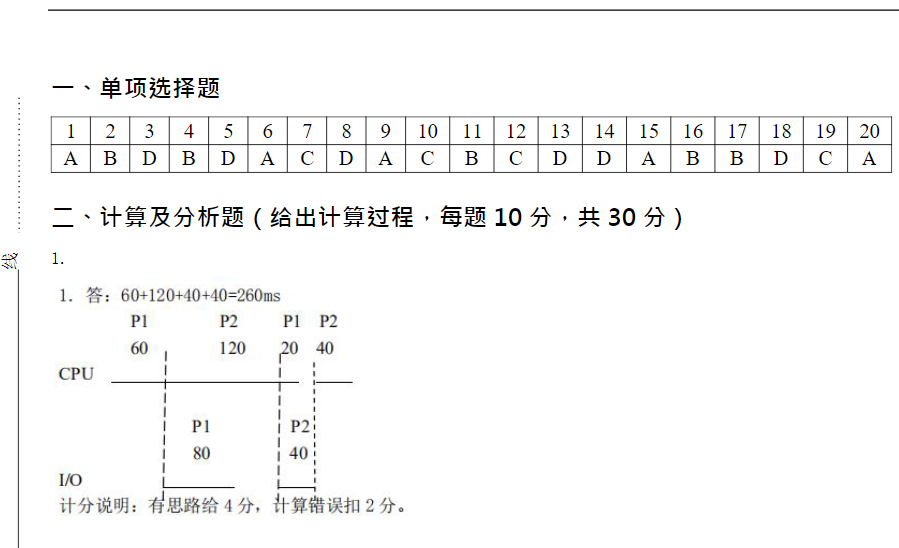 一、单项选择题
1 2 3 4 5 6 7 8 9 10 11 12 13 14 15 16 17 18 19 20
A B D B D A C D A C B C D D A B B D C A
二、计算及分析题（给出计算过程，每题 10 分，共 30 分）
线
1.
1. 答：60+120+40+40=260ms
P1 P2 P1 P2
60 120 20 40
CPU
P1 P2
80 40
I/O
计分说明：有思路给 4 分，计算错误扣 2 分。